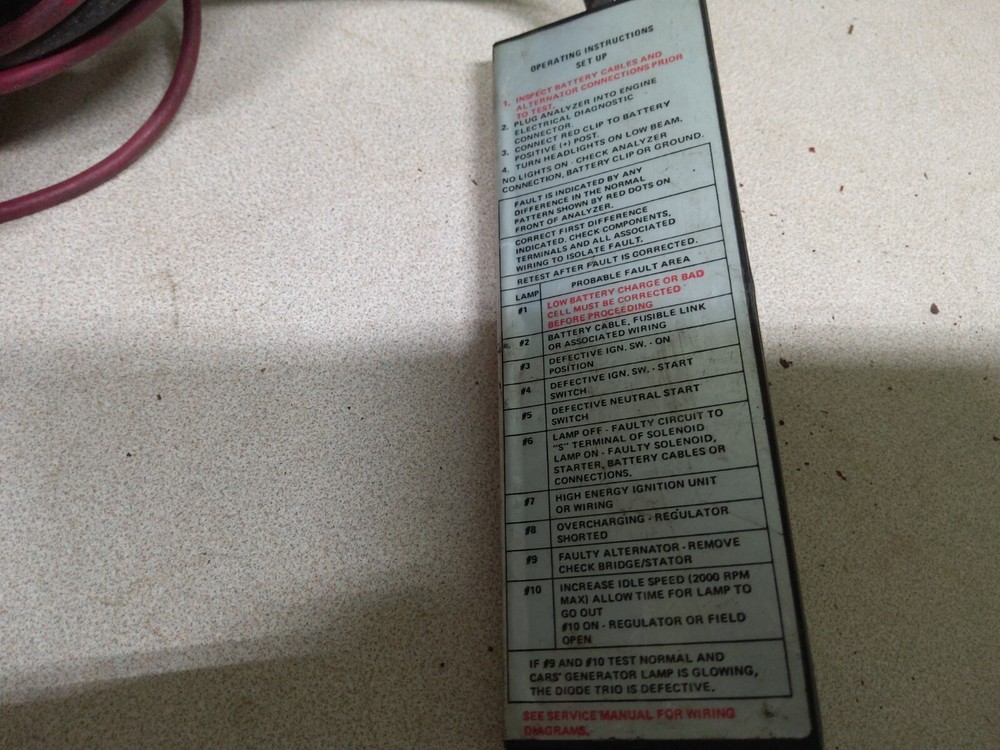 OPERATING INSTRUCTIONS
SET UP
1. INSPECT BATTERY CABLES AND
ALTERNATOR CONNECTIONS PRIOR
TO TEST.
2. PLUG ANALYZER INTO ENGINE
ELECTRICAL DIAGNOSTIC
CONNECTOR.
3. CONNECT RED CLIP TO BATTERY
POSITIVE (+) POST.
4. TURN HEADLIGHTS ON LOW BEAM.
NO LIGHTS ON - CHECK ANALYZER
CONNECTION, BATTERY CLIP OR GROUND.
FAULT IS INDICATED BY ANY
DIFFERENCE IN THE NORMAL
PATTERN SHOWN BY RED DOTS ON
FRONT OF ANALYZER.
CORRECT FIRST DIFFERENCE
INDICATED. CHECK COMPONENTS,
TERMINALS AND ALL ASSOCIATED
WIRING TO ISOLATE FAULT.
RETEST AFTER FAULT IS CORRECTED.
LAMP PROBABLE FAULT AREA
#1 LOW BATTERY CHARGE OR BAD
CELL MUST BE CORRECTED
BEFORE PROCEEDING
#2 BATTERY CABLE, FUSIBLE LINK
OR ASSOCIATED WIRING
#3 DEFECTIVE IGN. SW. - ON
POSITION
#4 DEFECTIVE IGN. SW. - START
SWITCH
#5 DEFECTIVE NEUTRAL START
SWITCH
#6 LAMP OFF - FAULTY CIRCUIT TO
"S" TERMINAL OF SOLENOID
LAMP ON - FAULTY SOLENOID,
STARTER, BATTERY CABLES OR
CONNECTIONS.
#7 HIGH ENERGY IGNITION UNIT
OR WIRING
#8 OVERCHARGING - REGULATOR
SHORTED
#9 FAULTY ALTERNATOR - REMOVE
CHECK BRIDGE/STATOR
#10 INCREASE IDLE SPEED (2000 RPM
MAX) ALLOW TIME FOR LAMP TO
GO OUT
#10 ON - REGULATOR OR FIELD
OPEN
IF #9 AND #10 TEST NORMAL AND
CARS' GENERATOR LAMP IS GLOWING,
THE DIODE TRIO IS DEFECTIVE.
SEE SERVICE MANUAL FOR WIRING
DIAGRAMS.